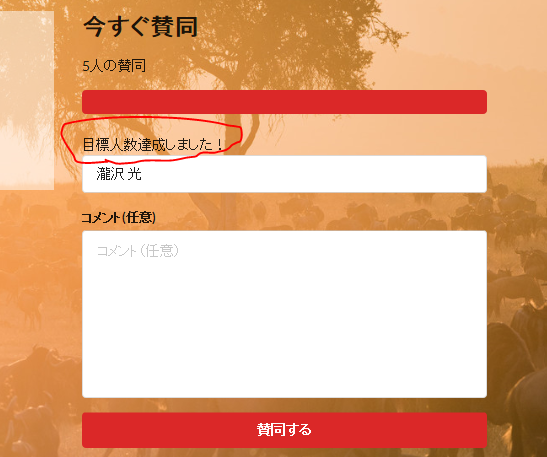 今すぐ賛同
5人の賛同
目標人数達成しました！
瀧沢 光
コメント(任意)
コメント（任意）
賛同する